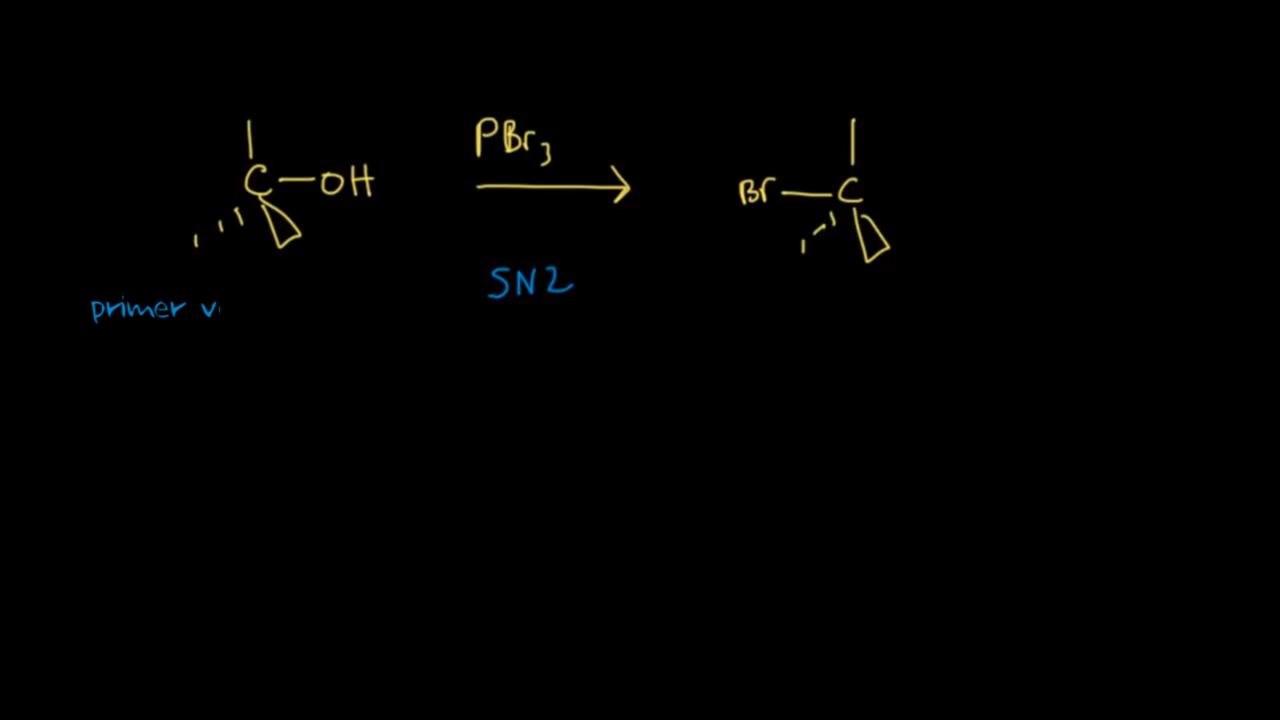 PBr₃
C—OH
Br—C
SN2
primer v